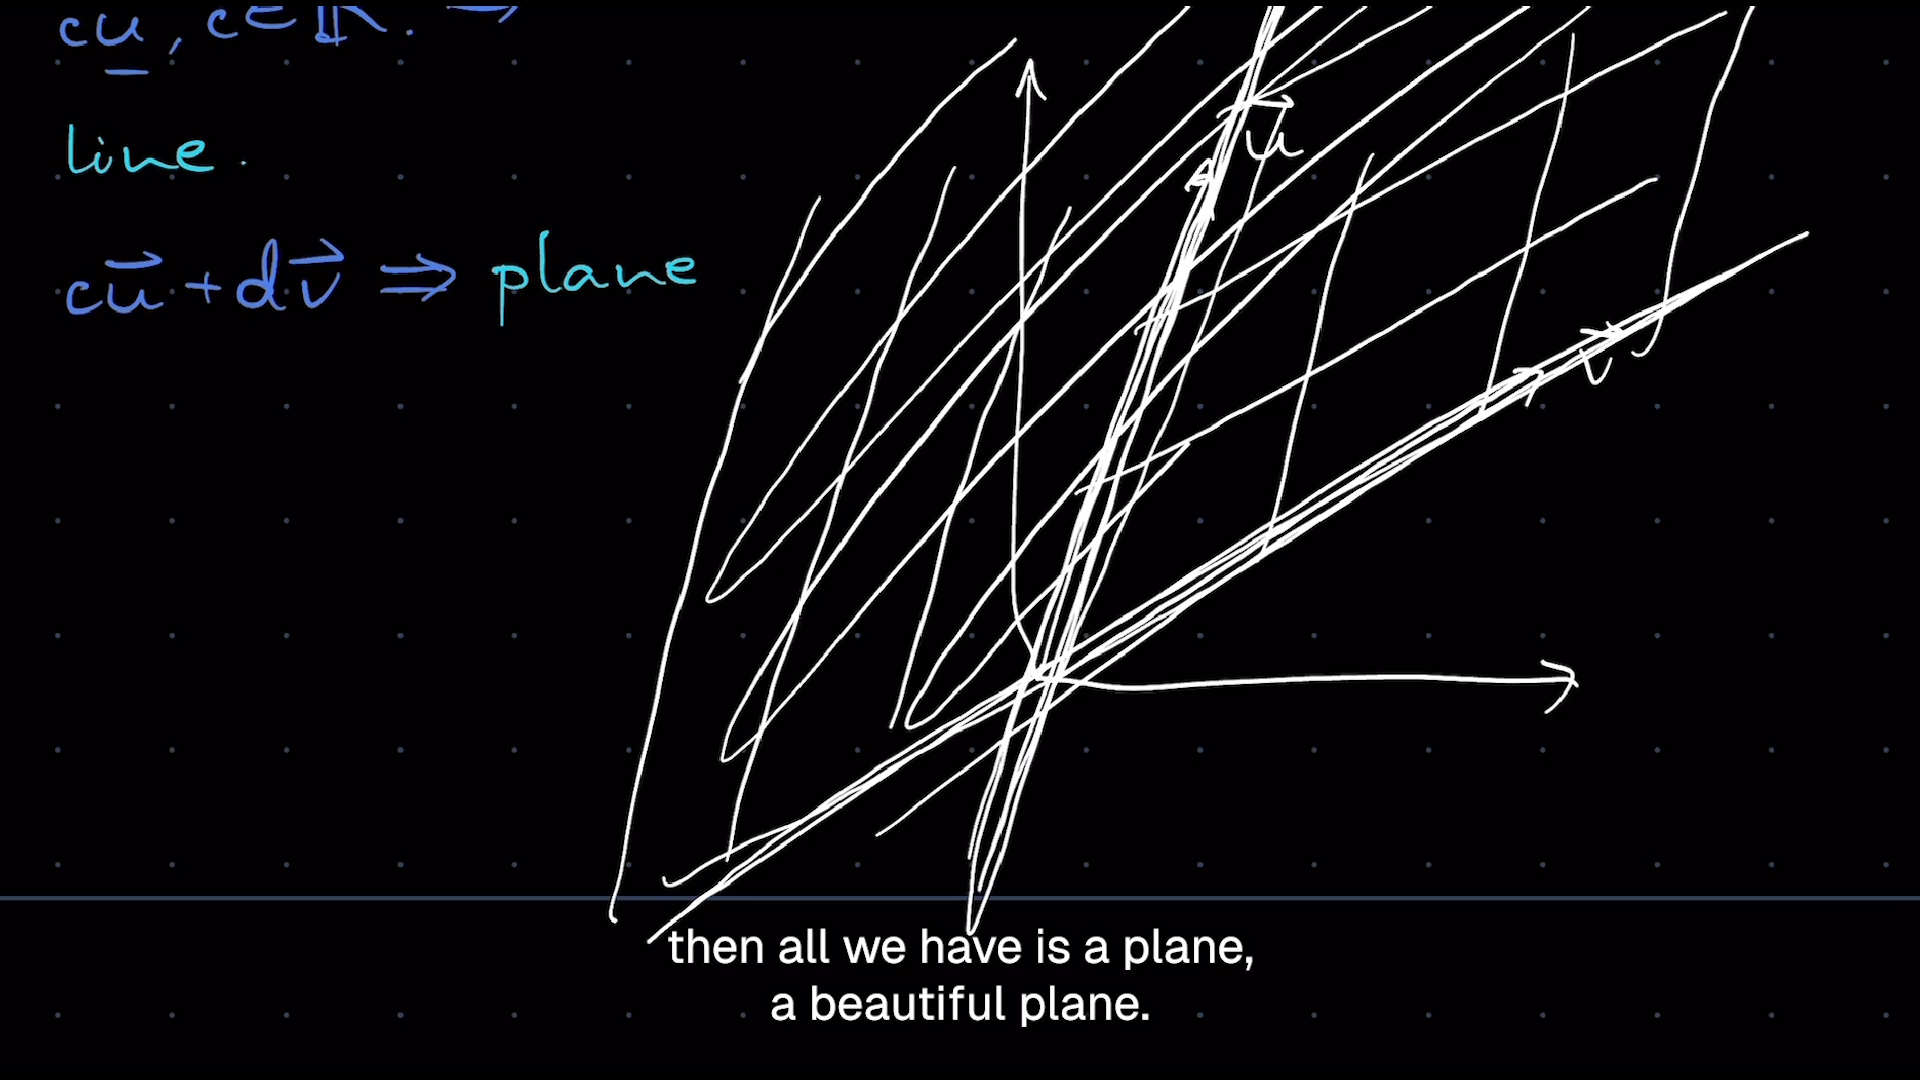 cu, c∈ℝ. →
line.
cu⃗ + dv⃗ ⇒ plane
u⃗
v⃗
then all we have is a plane,
a beautiful plane.